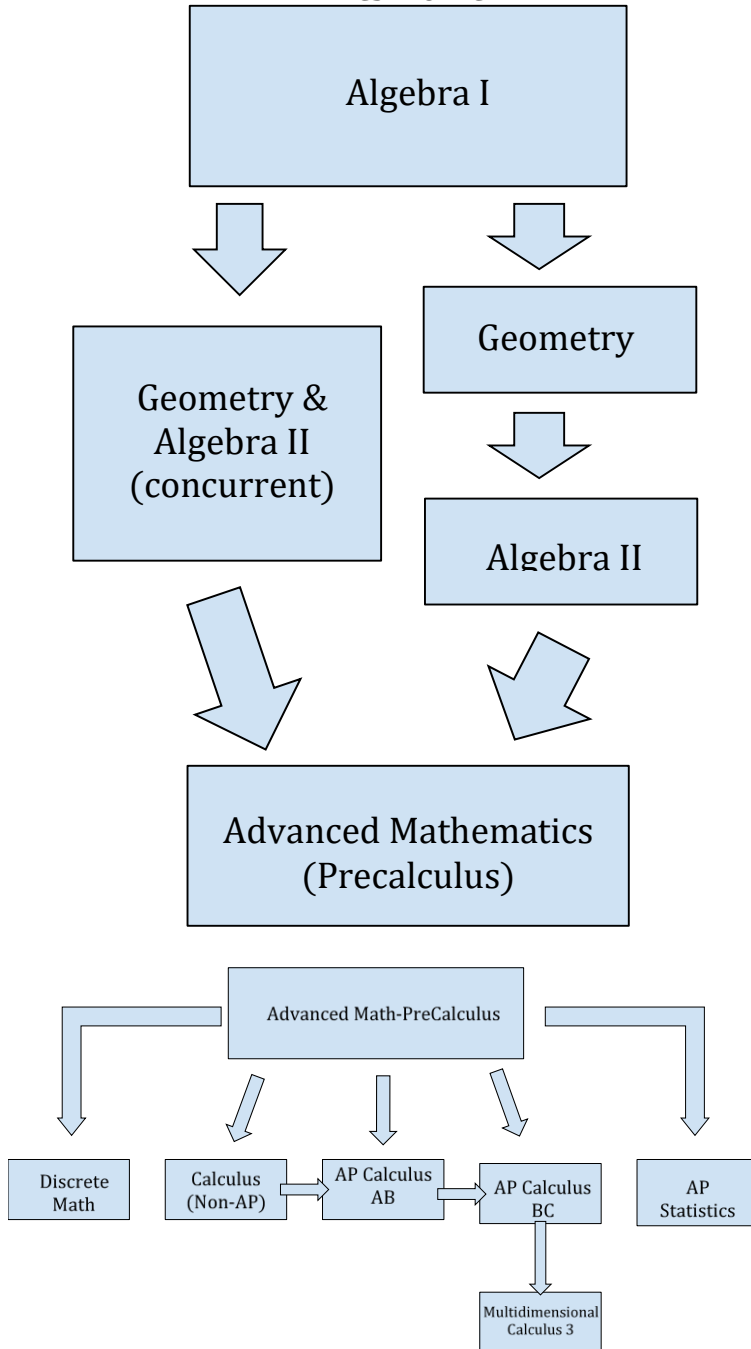 Algebra I
Geometry
Geometry &
Algebra II
(concurrent)
Algebra II
Advanced Mathematics
(Precalculus)
Advanced Math-PreCalculus
Discrete
Math
Calculus
(Non-AP)
AP Calculus
AB
AP Calculus
BC
AP
Statistics
Multidimensional
Calculus 3